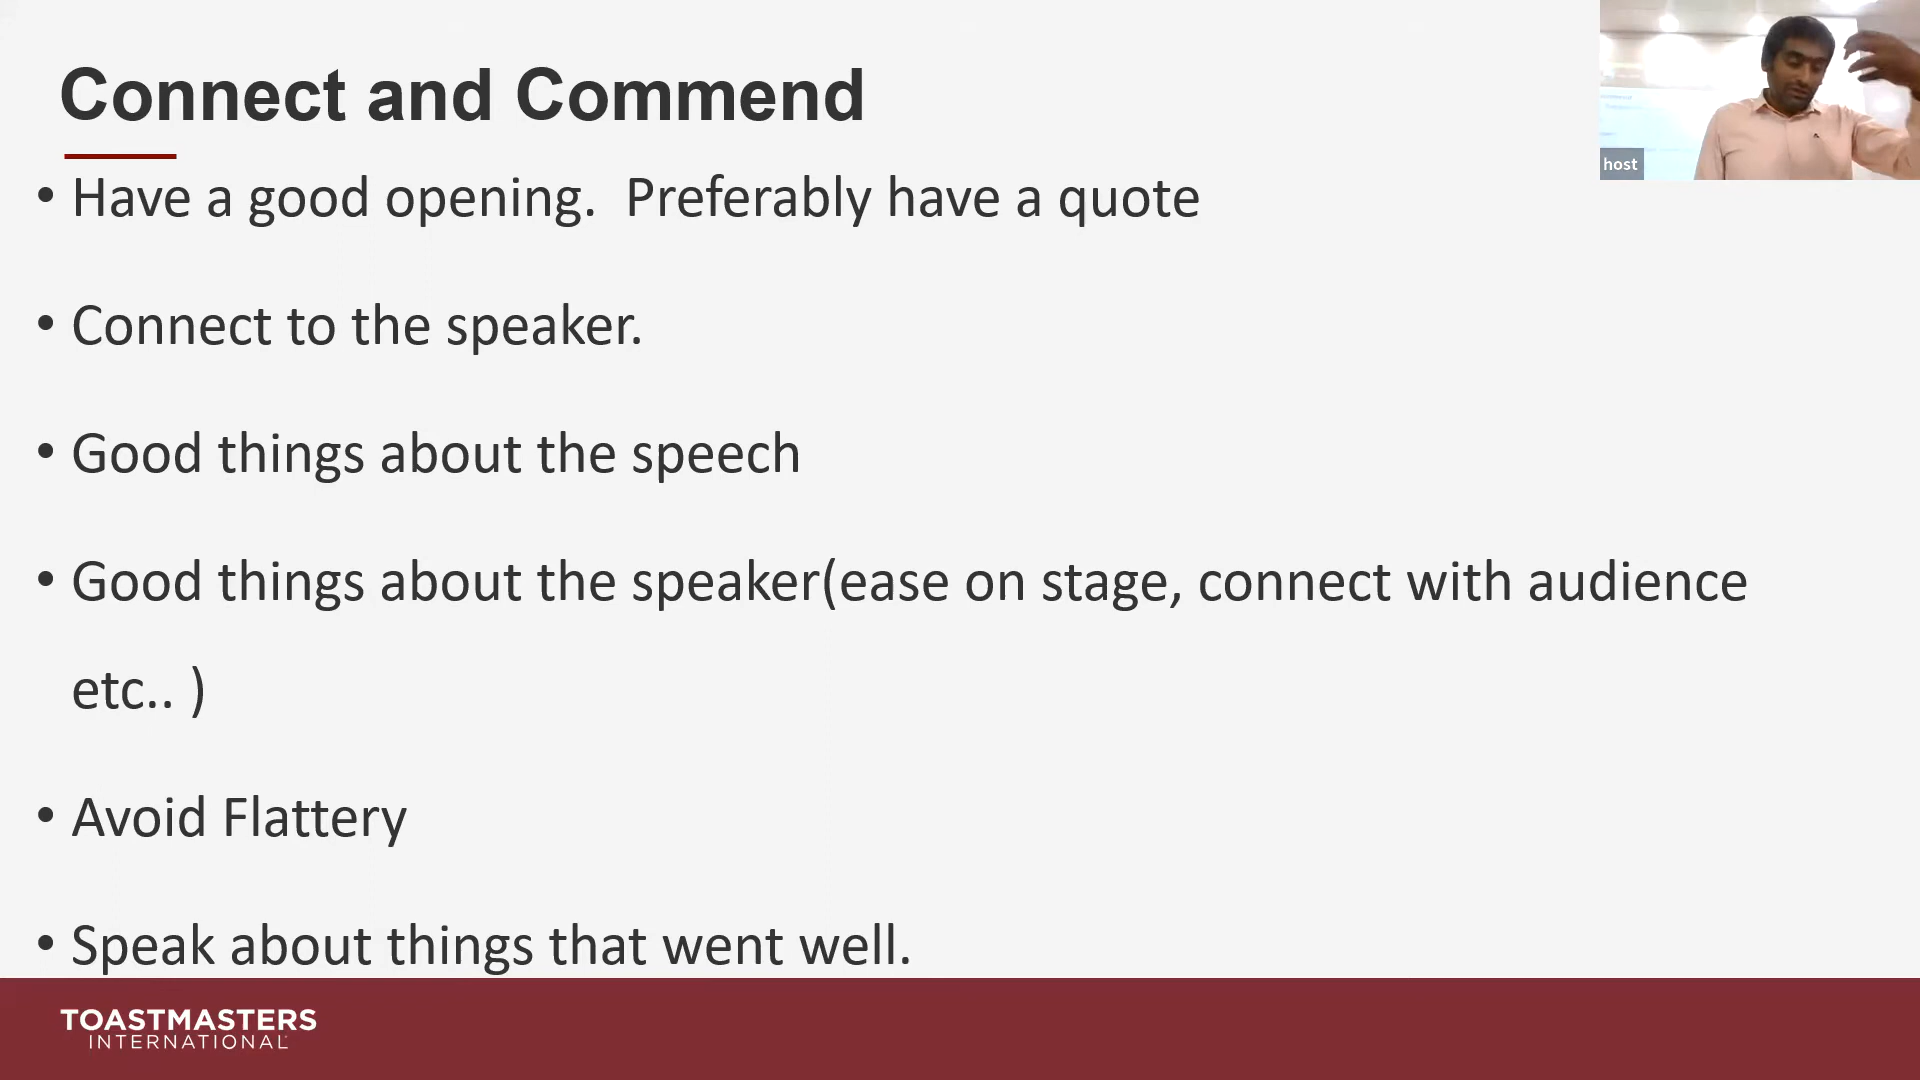 Connect and Commend
• Have a good opening.  Preferably have a quote
• Connect to the speaker.
• Good things about the speech
• Good things about the speaker(ease on stage, connect with audience
etc.. )
• Avoid Flattery
• Speak about things that went well.
host
TOASTMASTERS
INTERNATIONAL